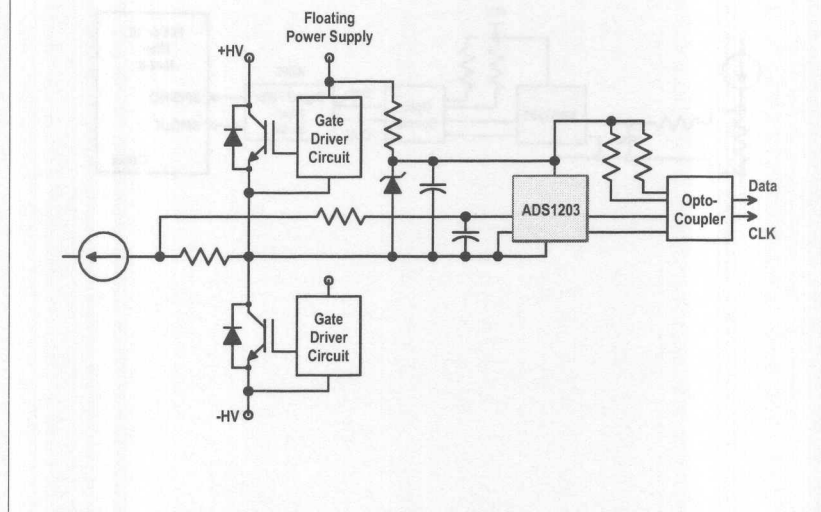 Floating
Power Supply
+HV
Gate
Driver
Circuit
ADS1203
Opto-
Coupler
Data
CLK
Gate
Driver
Circuit
-HV